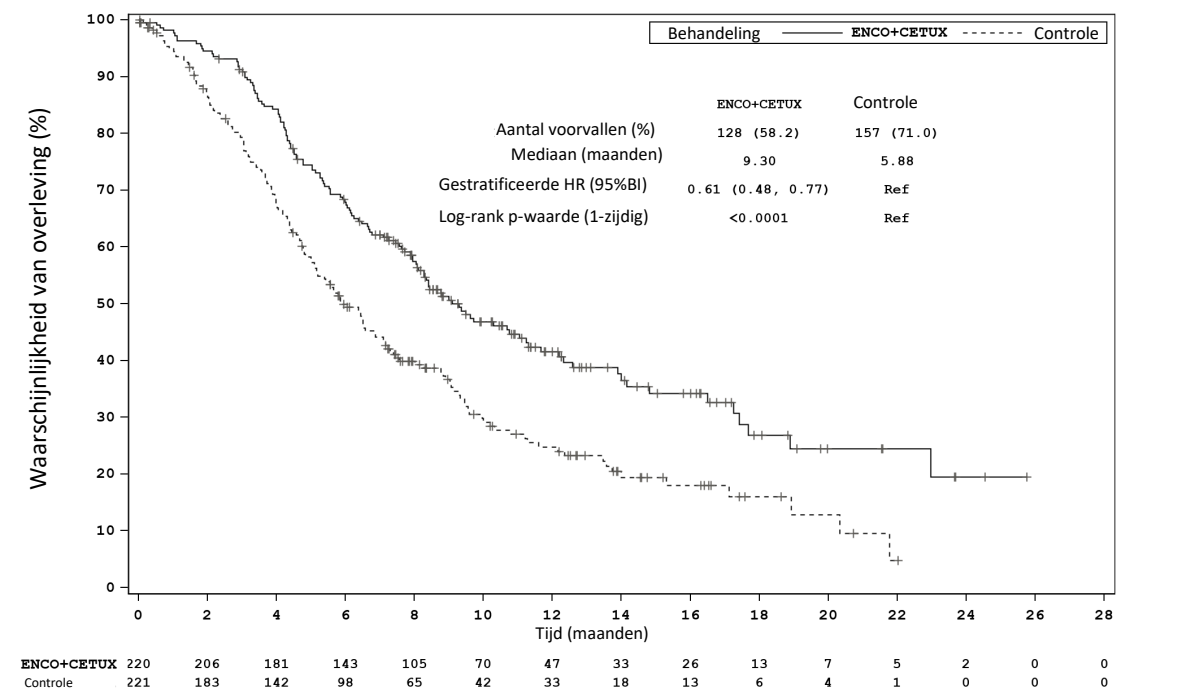 Behandeling ENCO+CETUX Controle
ENCO+CETUX Controle
Aantal voorvallen (%) 128 (58.2) 157 (71.0)
Mediaan (maanden) 9.30 5.88
Gestratificeerde HR (95%BI) 0.61 (0.48, 0.77) Ref
Log-rank p-waarde (1-zijdig) <0.0001 Ref
Waarschijnlijkheid van overleving (%)
100
90
80
70
60
50
40
30
20
10
0
0 2 4 6 8 10 12 14 16 18 20 22 24 26 28
Tijd (maanden)
ENCO+CETUX 220 206 181 143 105 70 47 33 26 13 7 5 2 0 0
Controle 221 183 142 98 65 42 33 18 13 6 4 1 0 0 0